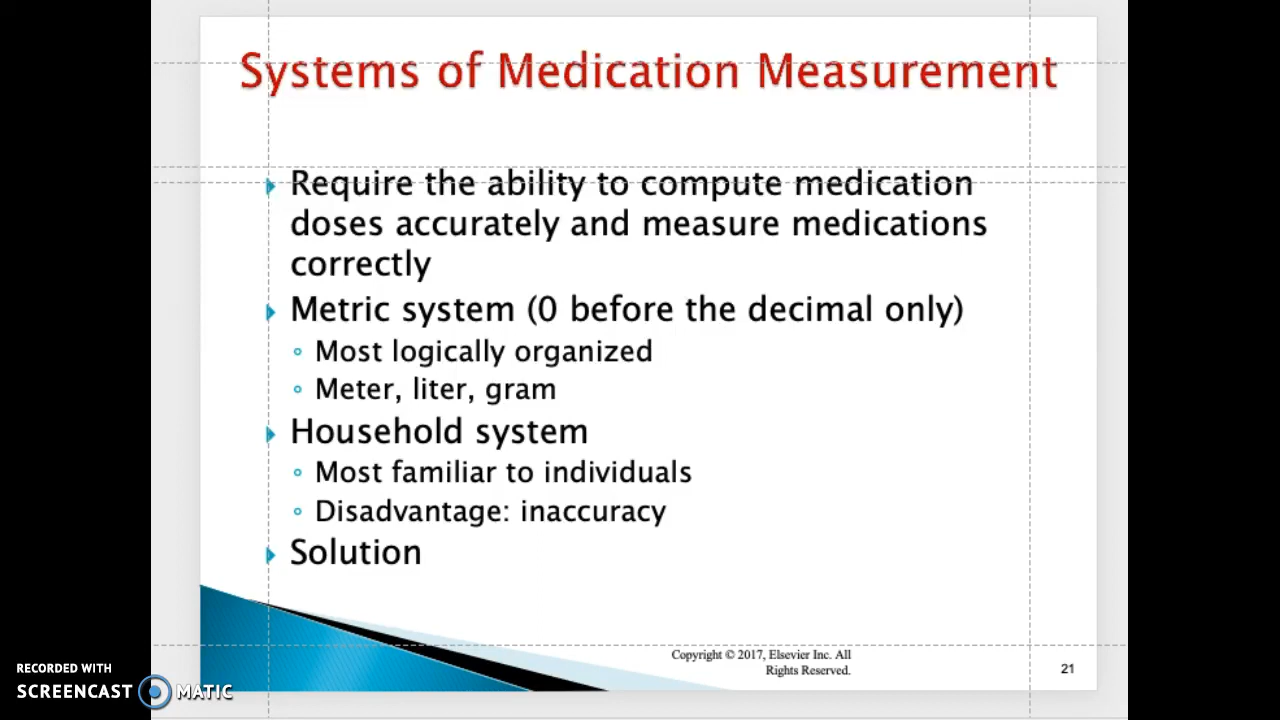 Systems of Medication Measurement
Require the ability to compute medication
doses accurately and measure medications
correctly
Metric system (0 before the decimal only)
Most logically organized
Meter, liter, gram
Household system
Most familiar to individuals
Disadvantage: inaccuracy
Solution
Copyright © 2017, Elsevier Inc. All
Rights Reserved.
21
RECORDED WITH
SCREENCAST MATIC